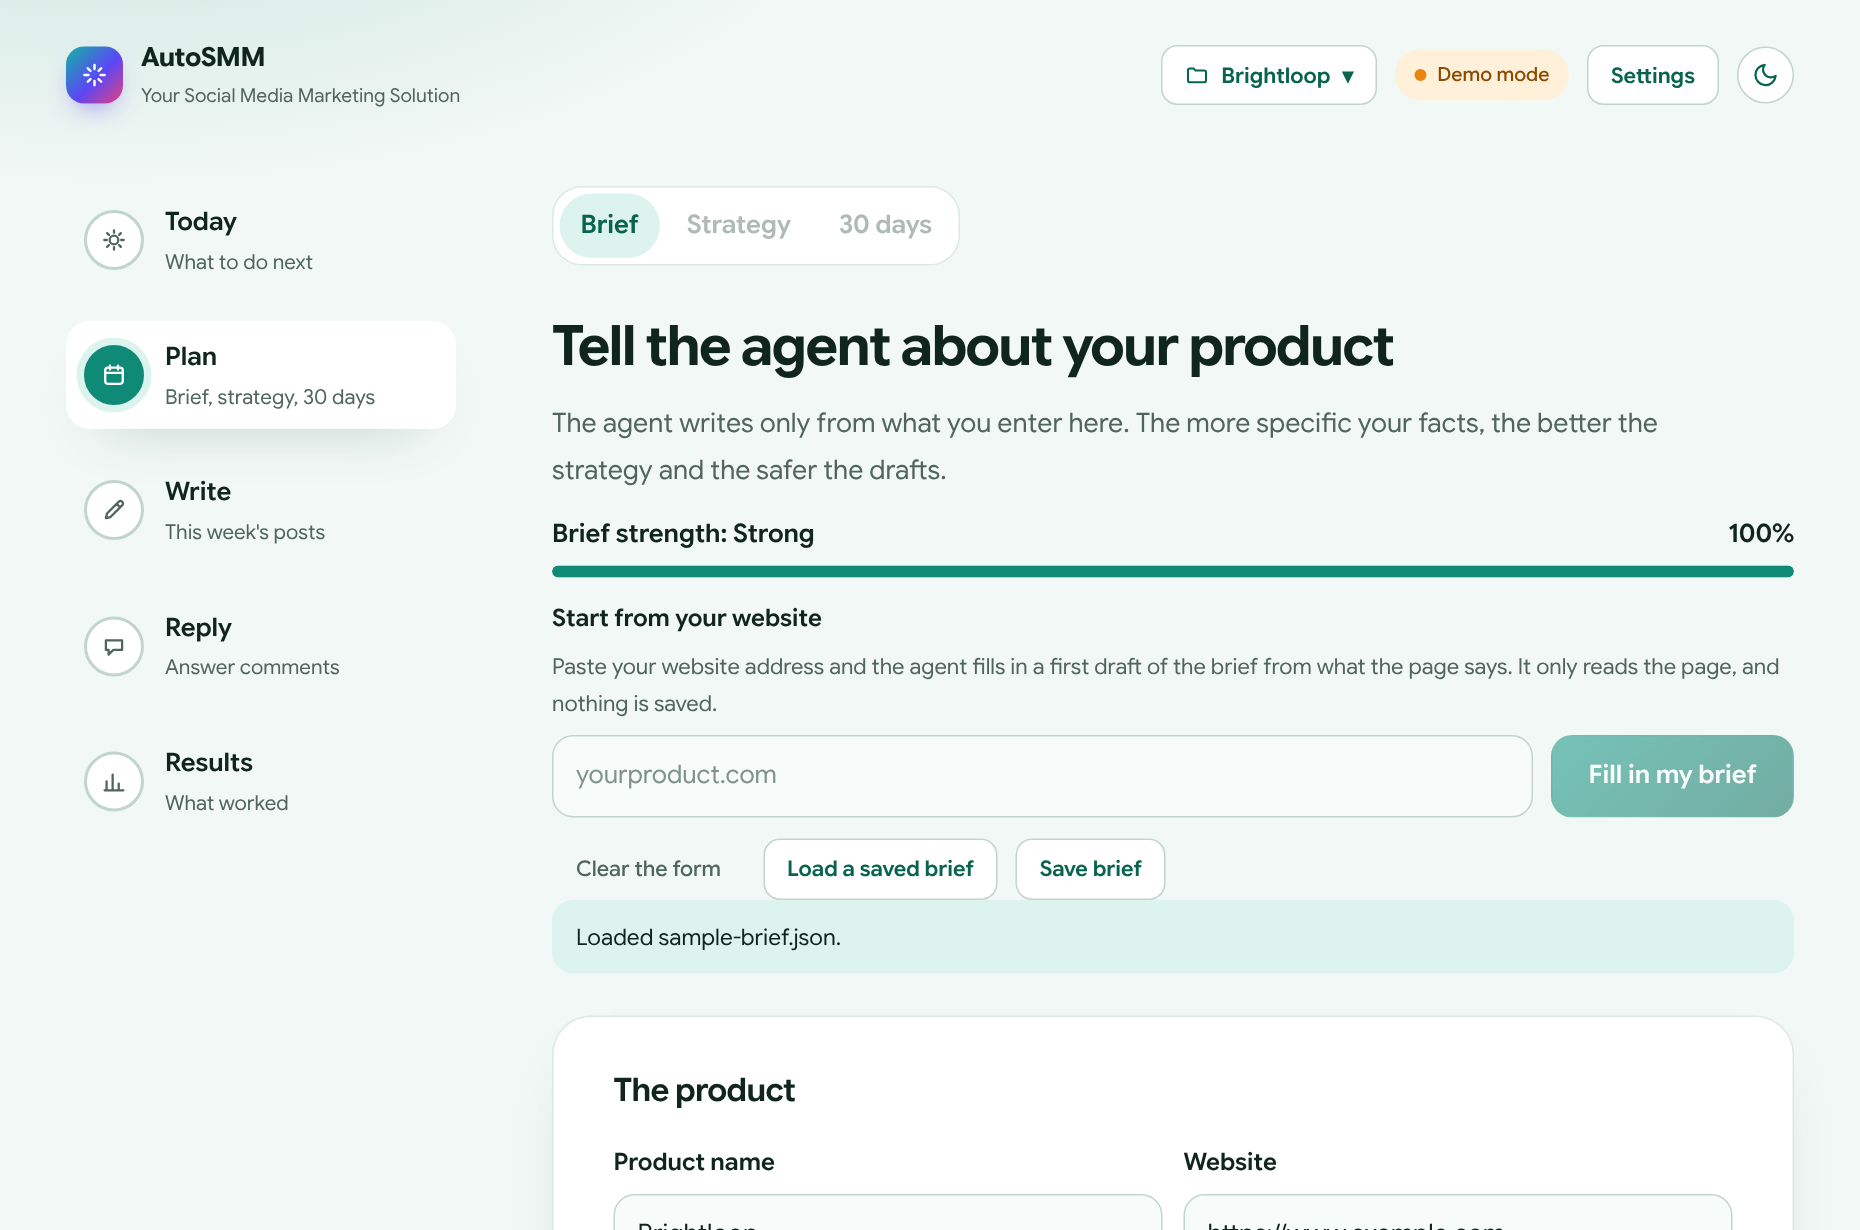 AutoSMM
Your Social Media Marketing Solution
Brightloop ▼
Demo mode
Settings
Today
What to do next
Plan
Brief, strategy, 30 days
Write
This week's posts
Reply
Answer comments
Results
What worked
Brief
Strategy
30 days
Tell the agent about your product
The agent writes only from what you enter here. The more specific your facts, the better the
strategy and the safer the drafts.
Brief strength: Strong
100%
Start from your website
Paste your website address and the agent fills in a first draft of the brief from what the page says. It only reads the page, and
nothing is saved.
yourproduct.com
Fill in my brief
Clear the form
Load a saved brief
Save brief
Loaded sample-brief.json.
The product
Product name
Website
Brightloop
https://www.example.com